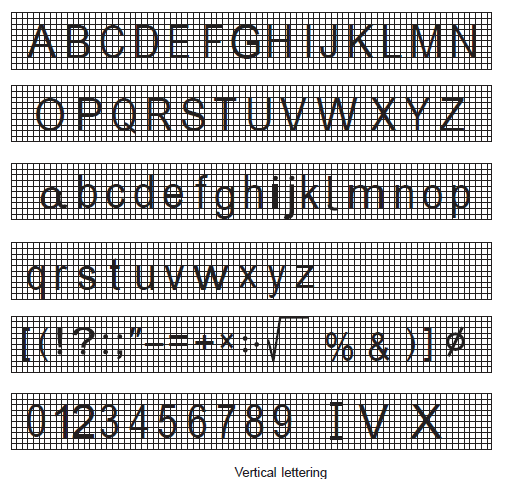 ABCDEFGHIJKLMN
OPQRSTUVWXYZ
abcdefghijklmnop
qrstuvwxyz
[(!?:;"-=+×:·√ %&)]ø
0123456789 I V X
Vertical lettering